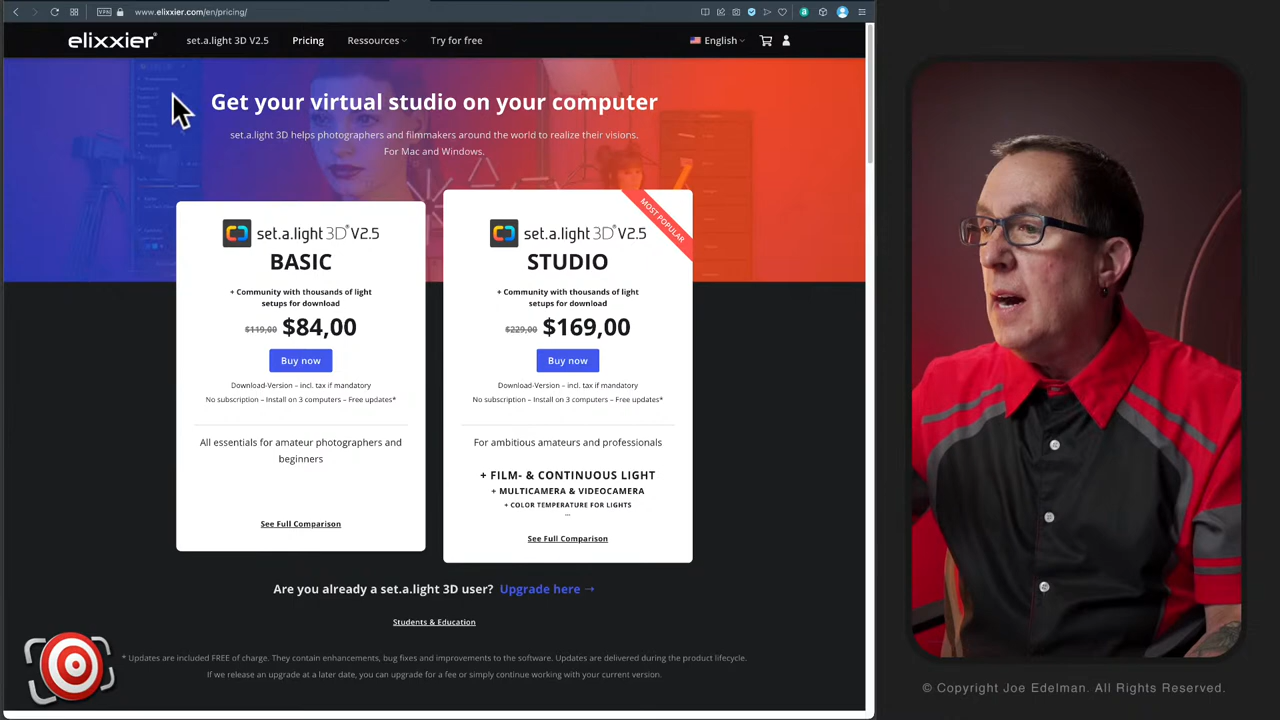 VPN www.elixxier.com/en/pricing/
elixxier® set.a.light 3D V2.5 Pricing Ressources Try for free English
Get your virtual studio on your computer
set.a.light 3D helps photographers and filmmakers around the world to realize their visions.
For Mac and Windows.
MOST POPULAR
set.a.light 3D® V2.5
BASIC
+ Community with thousands of light
setups for download
$119,00 $84,00
Buy now
Download-Version – incl. tax if mandatory
No subscription – Install on 3 computers – Free updates*
All essentials for amateur photographers and
beginners
See Full Comparison
set.a.light 3D® V2.5
STUDIO
+ Community with thousands of light
setups for download
$229,00 $169,00
Buy now
Download-Version – incl. tax if mandatory
No subscription – Install on 3 computers – Free updates*
For ambitious amateurs and professionals
+ FILM- & CONTINUOUS LIGHT
+ MULTICAMERA & VIDEOCAMERA
+ COLOR TEMPERATURE FOR LIGHTS
...
See Full Comparison
Are you already a set.a.light 3D user? Upgrade here →
Students & Education
* Updates are included FREE of charge. They contain enhancements, bug fixes and improvements to the software. Updates are delivered during the product lifecycle.
If we release an upgrade at a later date, you can upgrade for a fee or simply continue working with your current version.
© Copyright Joe Edelman. All Rights Reserved.